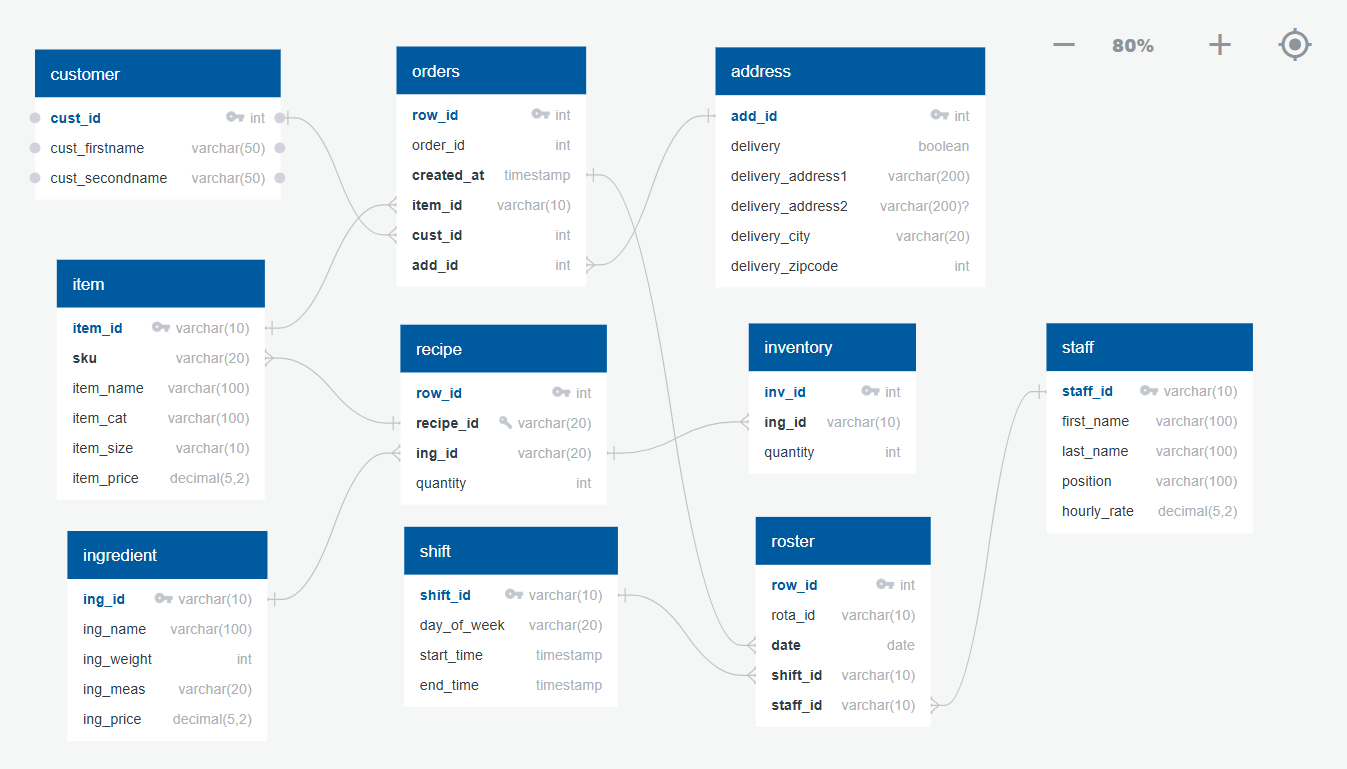 80%
customer
cust_id int
cust_firstname varchar(50)
cust_secondname varchar(50)
orders
row_id int
order_id int
created_at timestamp
item_id varchar(10)
cust_id int
add_id int
address
add_id int
delivery boolean
delivery_address1 varchar(200)
delivery_address2 varchar(200)?
delivery_city varchar(20)
delivery_zipcode int
item
item_id varchar(10)
sku varchar(20)
item_name varchar(100)
item_cat varchar(100)
item_size varchar(10)
item_price decimal(5,2)
recipe
row_id int
recipe_id varchar(20)
ing_id varchar(20)
quantity int
inventory
inv_id int
ing_id varchar(10)
quantity int
staff
staff_id varchar(10)
first_name varchar(100)
last_name varchar(100)
position varchar(100)
hourly_rate decimal(5,2)
ingredient
ing_id varchar(10)
ing_name varchar(100)
ing_weight int
ing_meas varchar(20)
ing_price decimal(5,2)
shift
shift_id varchar(10)
day_of_week varchar(20)
start_time timestamp
end_time timestamp
roster
row_id int
rota_id varchar(10)
date date
shift_id varchar(10)
staff_id varchar(10)